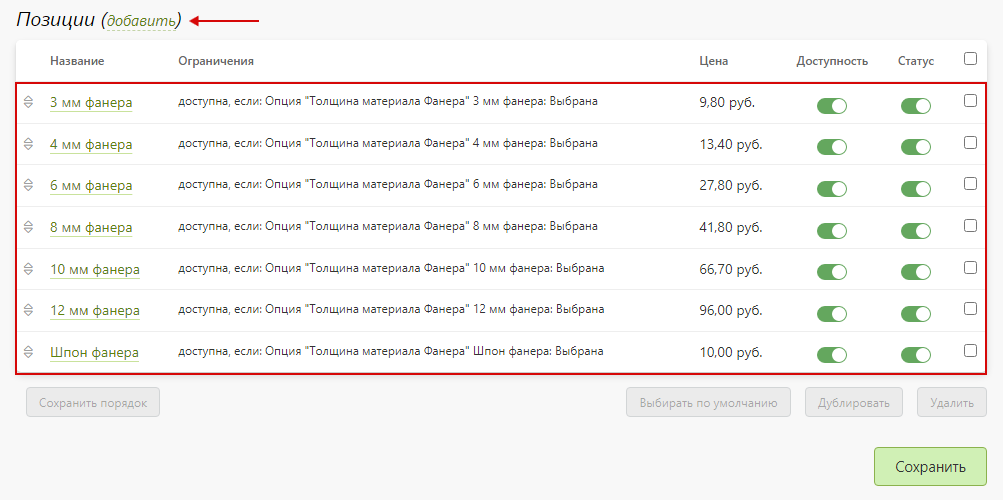 Позиции (добавить)
Название Ограничения Цена Доступность Статус
3 мм фанера доступна, если: Опция "Толщина материала Фанера" 3 мм фанера: Выбрана 9,80 руб.
4 мм фанера доступна, если: Опция "Толщина материала Фанера" 4 мм фанера: Выбрана 13,40 руб.
6 мм фанера доступна, если: Опция "Толщина материала Фанера" 6 мм фанера: Выбрана 27,80 руб.
8 мм фанера доступна, если: Опция "Толщина материала Фанера" 8 мм фанера: Выбрана 41,80 руб.
10 мм фанера доступна, если: Опция "Толщина материала Фанера" 10 мм фанера: Выбрана 66,70 руб.
12 мм фанера доступна, если: Опция "Толщина материала Фанера" 12 мм фанера: Выбрана 96,00 руб.
Шпон фанера доступна, если: Опция "Толщина материала Фанера" Шпон фанера: Выбрана 10,00 руб.
Сохранить порядок Выбирать по умолчанию Дублировать Удалить
Сохранить